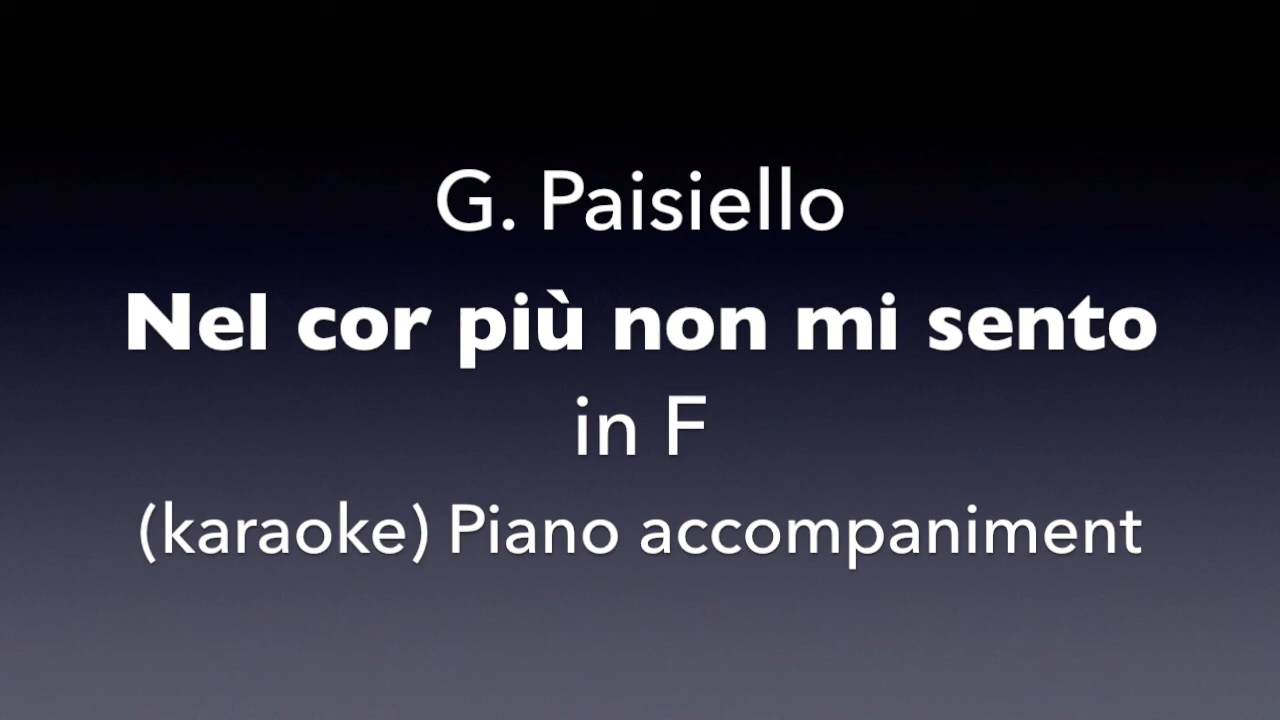 G. Paisiello
Nel cor più non mi sento
in F
(karaoke) Piano accompaniment